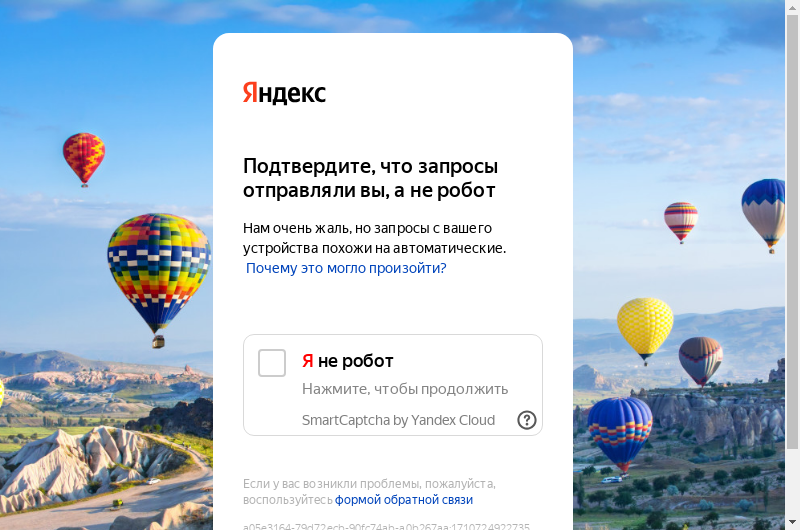 Яндекс
Подтвердите, что запросы
отправляли вы, а не робот
Нам очень жаль, но запросы с вашего
устройства похожи на автоматические.
Почему это могло произойти?
Я не робот
Нажмите, чтобы продолжить
SmartCaptcha by Yandex Cloud
Если у вас возникли проблемы, пожалуйста,
воспользуйтесь формой обратной связи